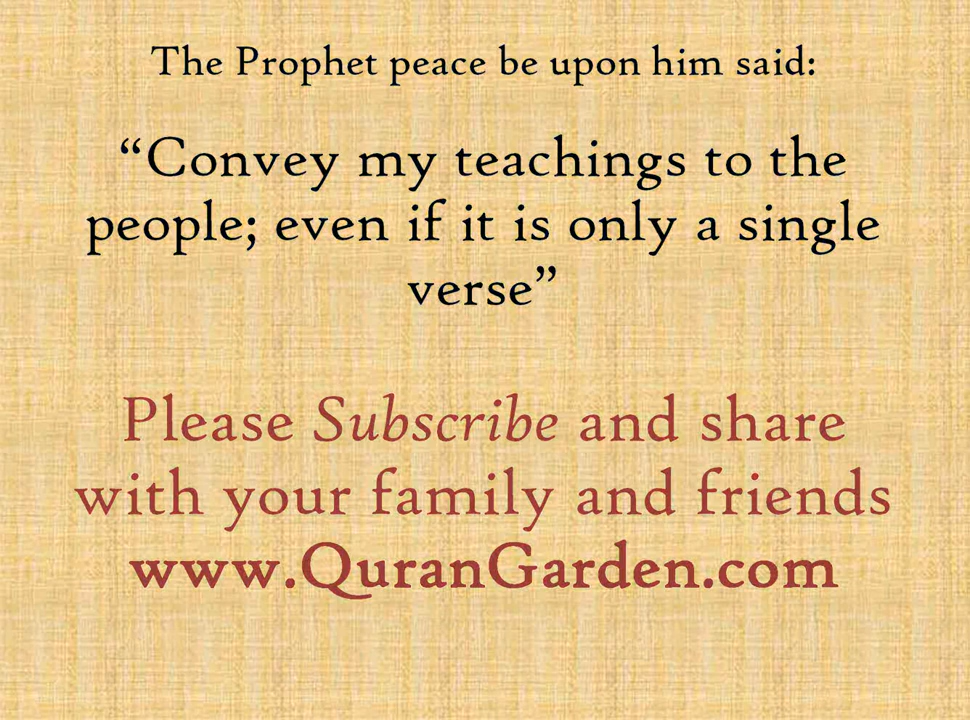 The Prophet peace be upon him said:
“Convey my teachings to the
people; even if it is only a single
verse”
Please Subscribe and share
with your family and friends
www.QuranGarden.com